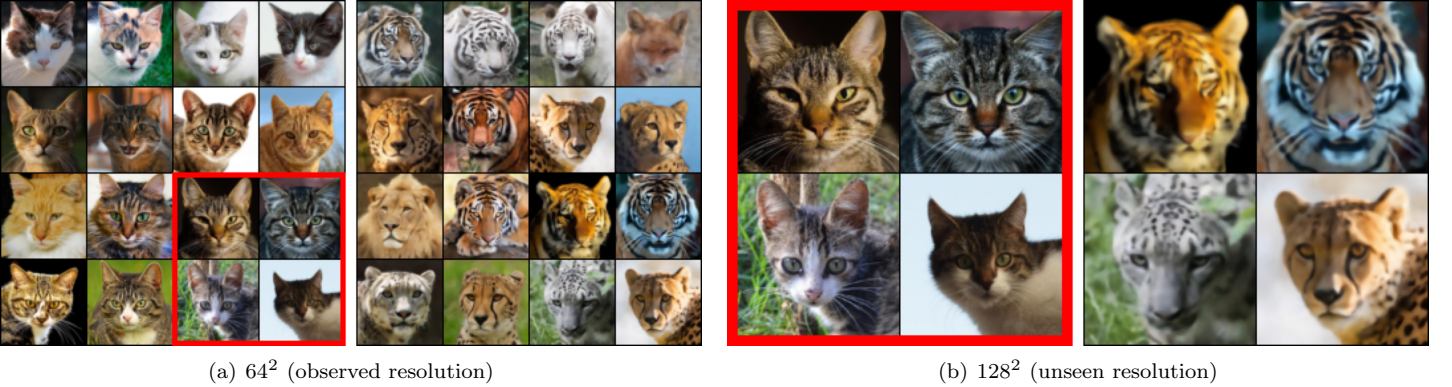 (a) 64² (observed resolution)
(b) 128² (unseen resolution)